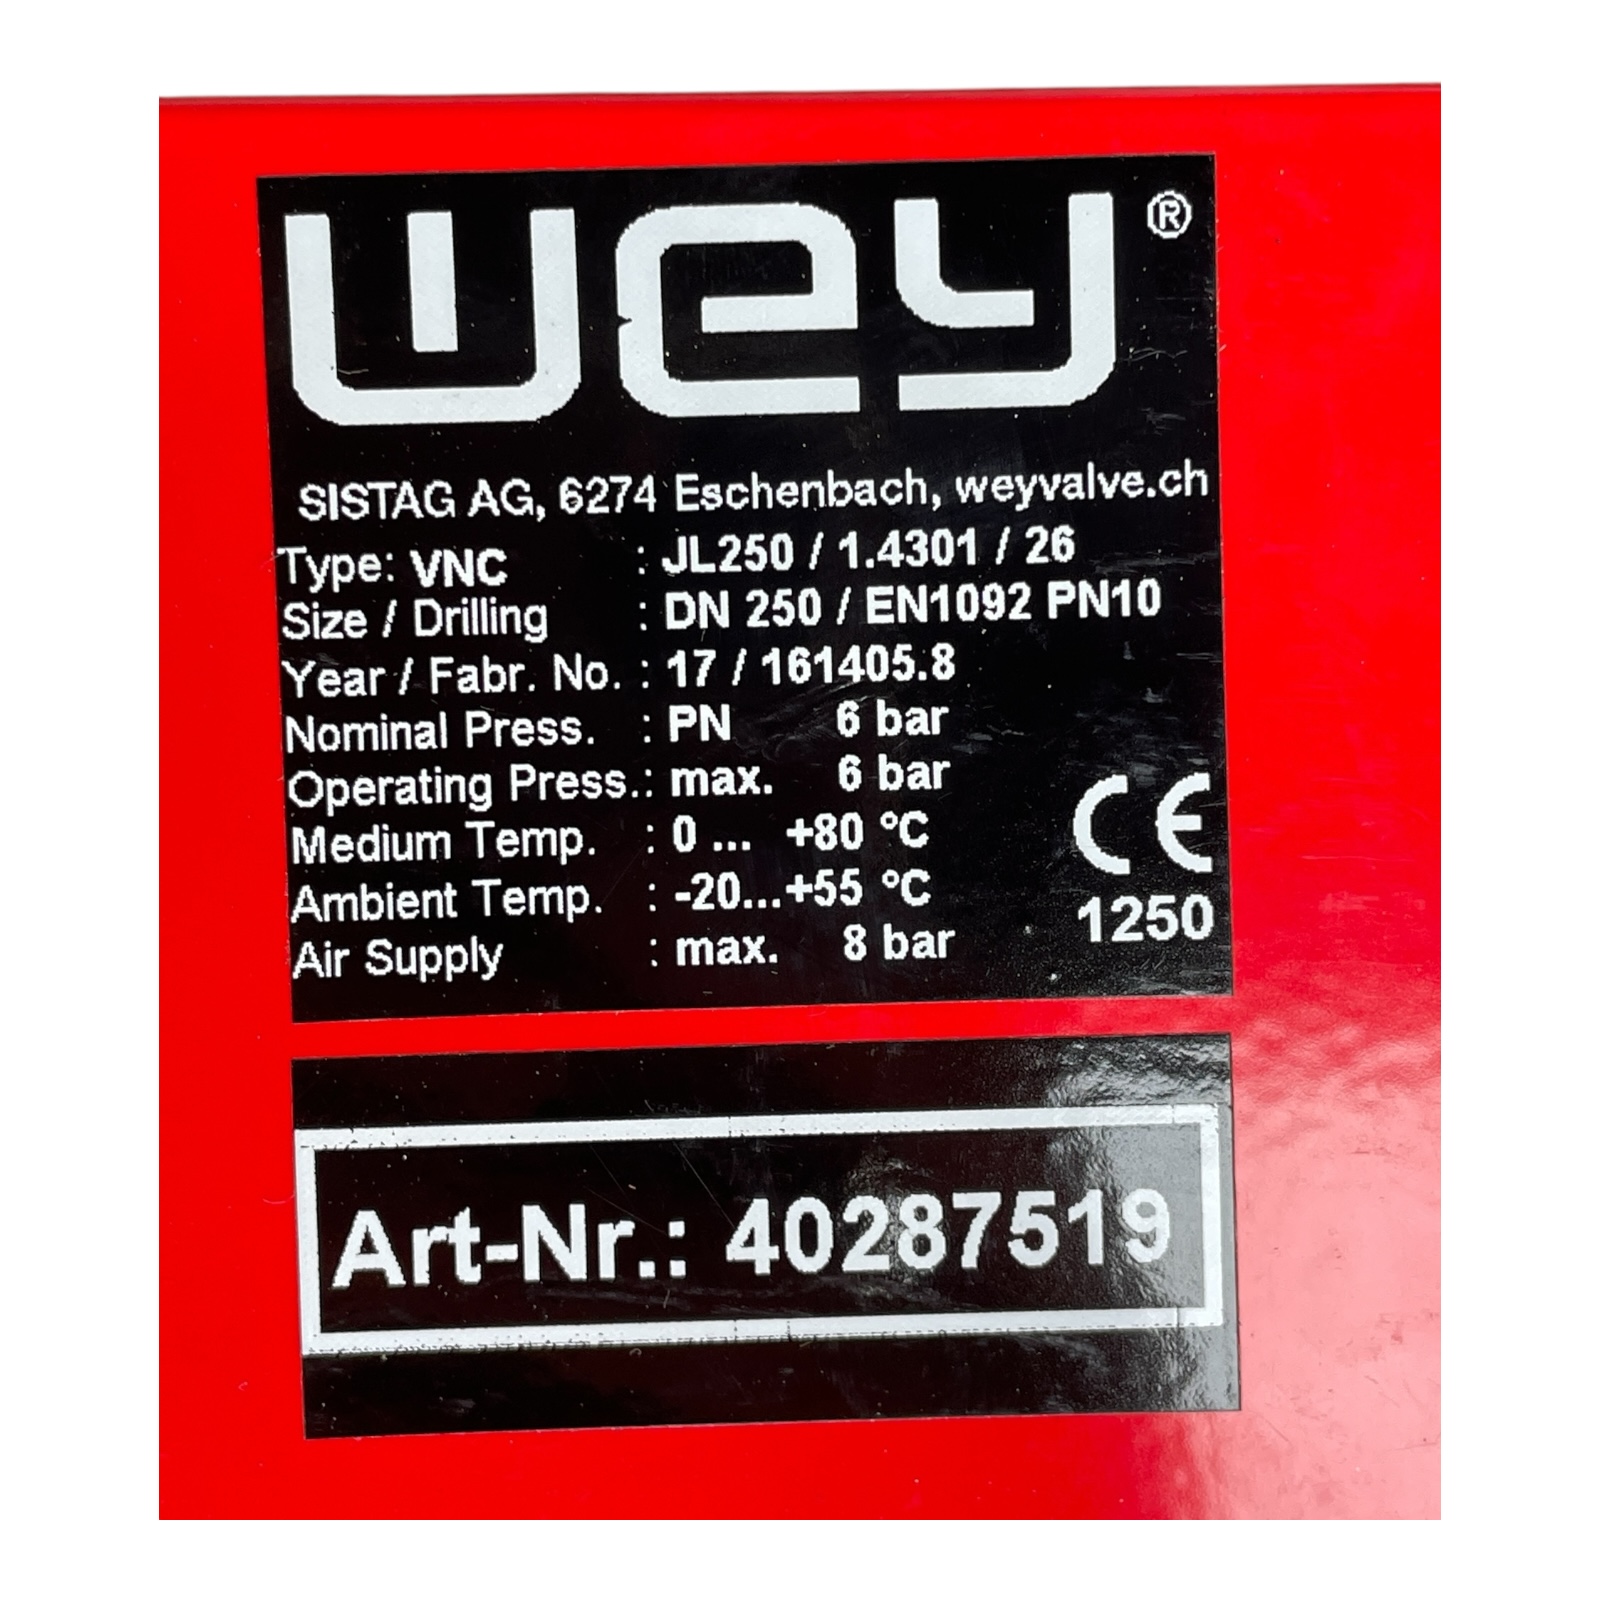 wey®
SISTAG AG, 6274 Eschenbach, weyvalve.ch
Type: VNC : JL250 / 1.4301 / 26
Size / Drilling : DN 250 / EN1092 PN10
Year / Fabr. No. : 17 / 161405.8
Nominal Press. : PN 6 bar
Operating Press.: max. 6 bar
Medium Temp. : 0 ... +80 °C
Ambient Temp. : -20...+55 °C
Air Supply : max. 8 bar
CE
1250
Art-Nr.: 40287519